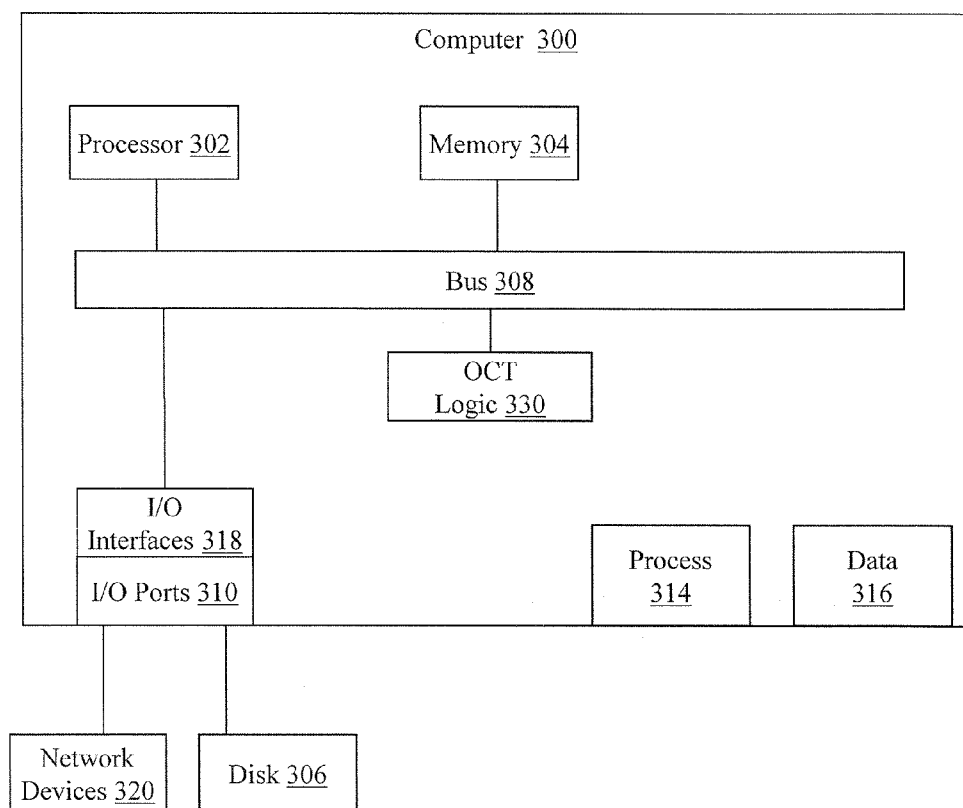 Computer 300
Processor 302
Memory 304
Bus 308
OCT
Logic 330
I/O
Interfaces 318
I/O Ports 310
Process
314
Data
316
Network
Devices 320
Disk 306